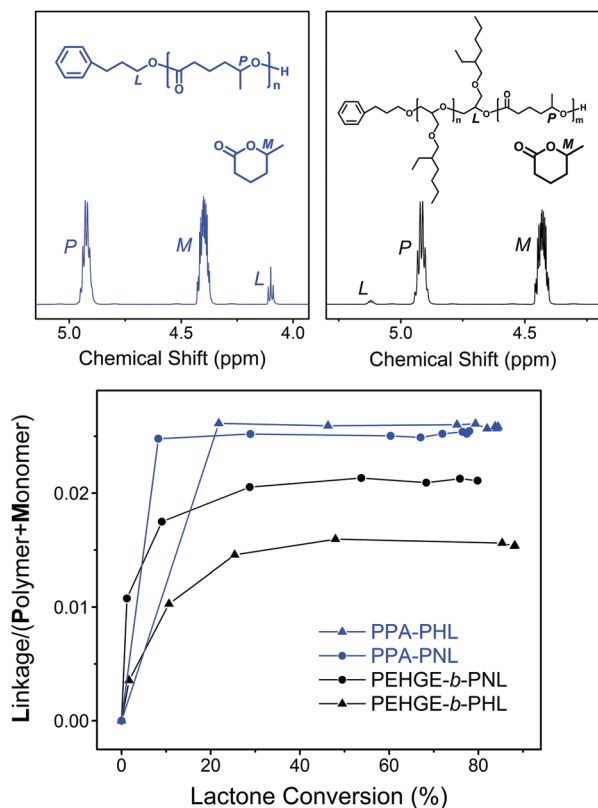 O
O
P
O
H
L
O
n
M
O
O
P
L
M
5.0
4.5
4.0
Chemical Shift (ppm)
O
O
O
O
O
P
O
H
n
L
m
O
M
O
O
P
M
L
5.0
4.5
Chemical Shift (ppm)
Linkage/(Polymer+Monomer)
0.02
0.01
0.00
PPA-PHL
PPA-PNL
PEHGE-b-PNL
PEHGE-b-PHL
0
20
40
60
80
Lactone Conversion (%)